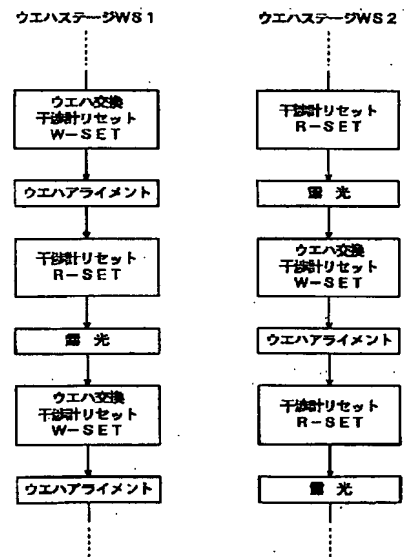 ウエハステージWS1
ウエハ交換
干渉計リセット
W-SET
ウエハアライメント
干渉計リセット
R-SET
露 光
ウエハ交換
干渉計リセット
W-SET
ウエハアライメント
ウエハステージWS2
干渉計リセット
R-SET
露 光
ウエハ交換
干渉計リセット
W-SET
ウエハアライメント
干渉計リセット
R-SET
露 光